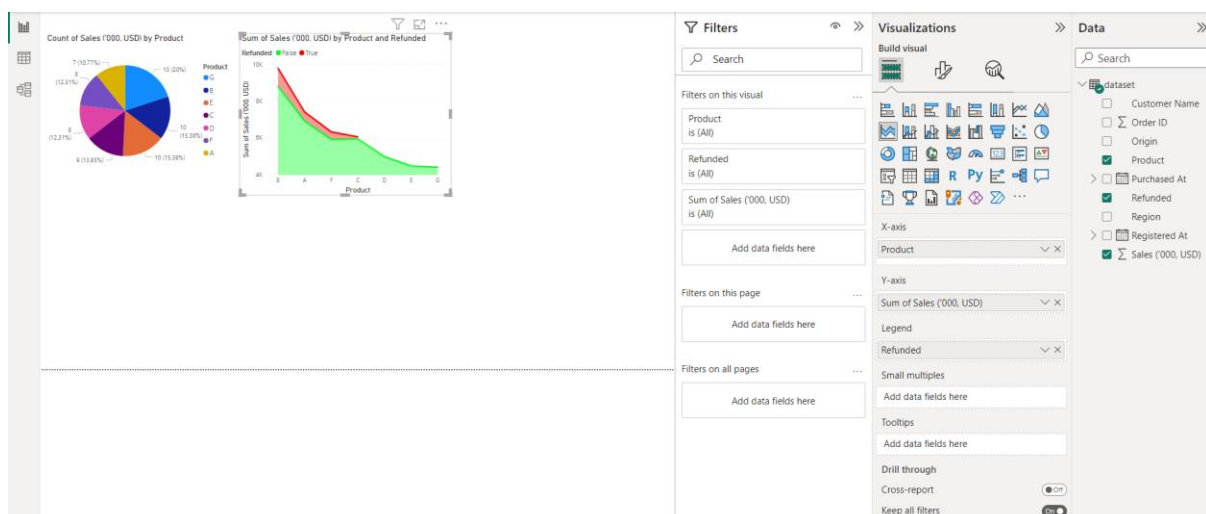 Count of Sales ('000, USD) by Product
7 (10.77%)
8
(12.31%)
8
(12.31%)
9 (13.85%)
10 (15.38%)
10
(15.38%)
13 (20%)
Product
G
B
E
C
D
F
A
Sum of Sales ('000, USD) by Product and Refunded
Refunded False True
Sum of Sales ('000, USD)
10K
8K
6K
4K
B A F C D E G
Product
Filters
Search
Filters on this visual
Product
is (All)
Refunded
is (All)
Sum of Sales ('000, USD)
is (All)
Add data fields here
Filters on this page
Add data fields here
Filters on all pages
Add data fields here
Visualizations
Build visual
R Py
123
X-axis
Product
Y-axis
Sum of Sales ('000, USD)
Legend
Refunded
Small multiples
Add data fields here
Tooltips
Add data fields here
Drill through
Cross-report
Off
Keep all filters
On
Data
Search
dataset
Customer Name
∑ Order ID
Origin
Product
Purchased At
Refunded
Region
Registered At
∑ Sales ('000, USD)